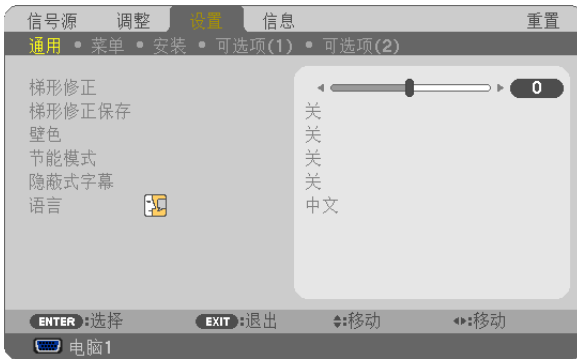 信号源 调整 设置 信息 重置
通用 • 菜单 • 安装 • 可选项(1) • 可选项(2)
梯形修正 0
梯形修正保存 关
壁色 关
节能模式 关
隐蔽式字幕 关
语言 中文
ENTER:选择 EXIT:退出 :移动 :移动
电脑1